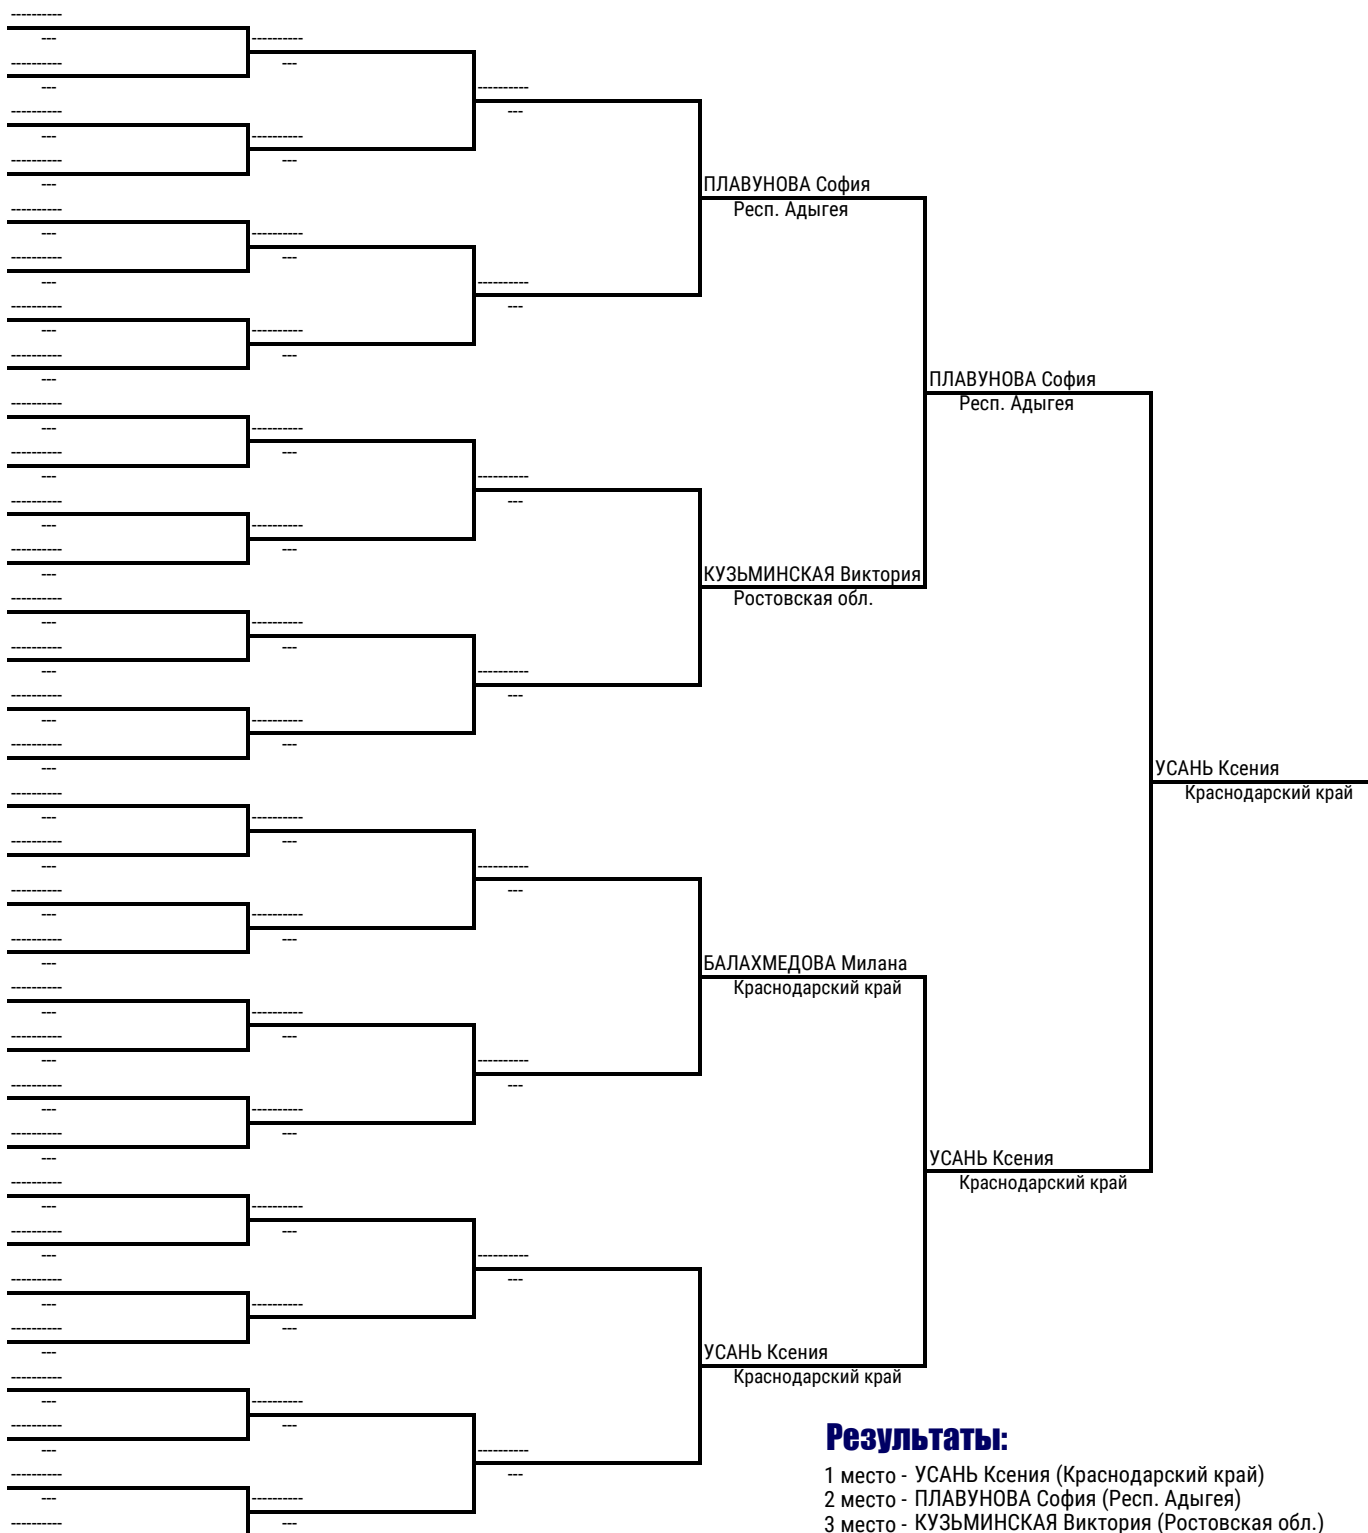 ПЛАВУНОВА София
Респ. Адыгея
ПЛАВУНОВА София
Респ. Адыгея
КУЗЬМИНСКАЯ Виктория
Ростовская обл.
УСАНЬ Ксения
Краснодарский край
БАЛАХМЕДОВА Милана
Краснодарский край
УСАНЬ Ксения
Краснодарский край
УСАНЬ Ксения
Краснодарский край
Результаты:
1 место - УСАНЬ Ксения (Краснодарский край)
2 место - ПЛАВУНОВА София (Респ. Адыгея)
3 место - КУЗЬМИНСКАЯ Виктория (Ростовская обл.)